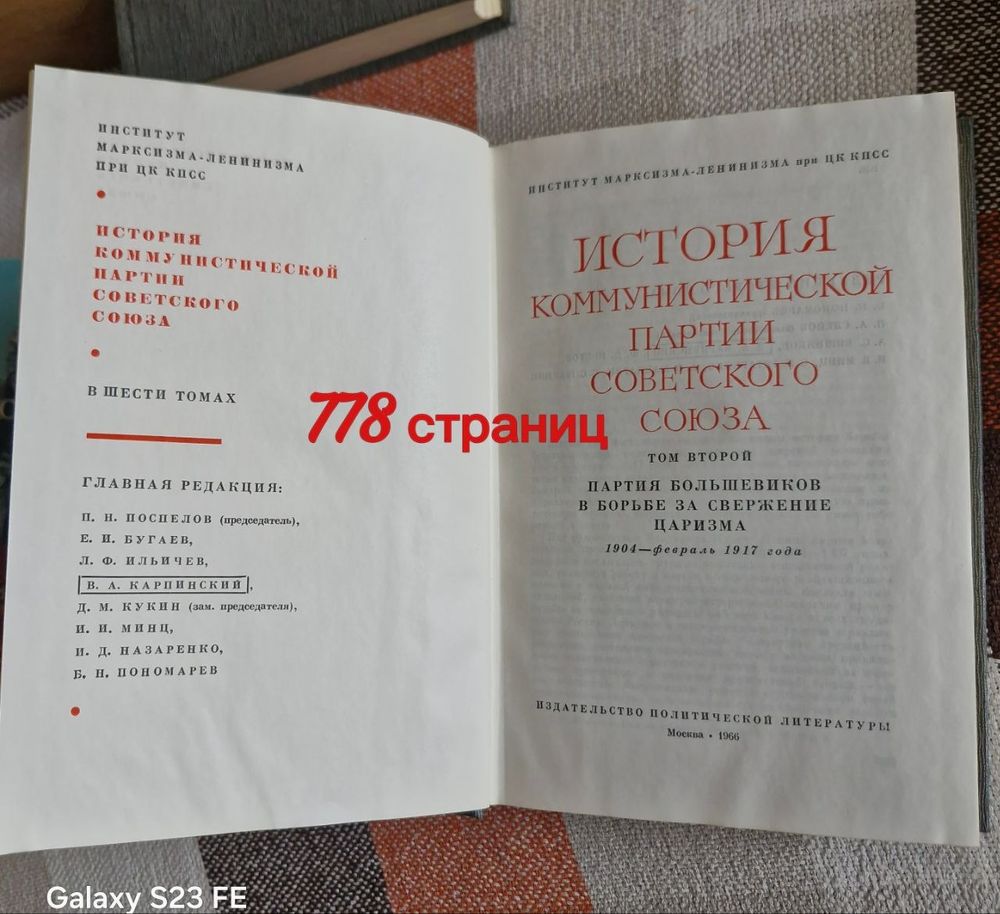 ИНСТИТУТ
МАРКСИЗМА-ЛЕНИНИЗМА
ПРИ ЦК КПСС
ИСТОРИЯ
КОММУНИСТИЧЕСКОЙ
ПАРТИИ
СОВЕТСКОГО
СОЮЗА
В ШЕСТИ ТОМАХ
ГЛАВНАЯ РЕДАКЦИЯ:
П. Н. ПОСПЕЛОВ (председатель),
Е. И. БУГАЕВ,
Л. Ф. ИЛЬИЧЕВ,
В. А. КАРПИНСКИЙ,
Д. М. КУКИН (зам. председателя),
И. И. МИНЦ,
И. Д. НАЗАРЕНКО,
Б. Н. ПОНОМАРЕВ
778 страниц
ИНСТИТУТ МАРКСИЗМА-ЛЕНИНИЗМА при ЦК КПСС
ИСТОРИЯ
КОММУНИСТИЧЕСКОЙ
ПАРТИИ
СОВЕТСКОГО
СОЮЗА
ТОМ ВТОРОЙ
ПАРТИЯ БОЛЬШЕВИКОВ
В БОРЬБЕ ЗА СВЕРЖЕНИЕ
ЦАРИЗМА
1904—февраль 1917 года
ИЗДАТЕЛЬСТВО ПОЛИТИЧЕСКОЙ ЛИТЕРАТУРЫ
Москва • 1966
Galaxy S23 FE